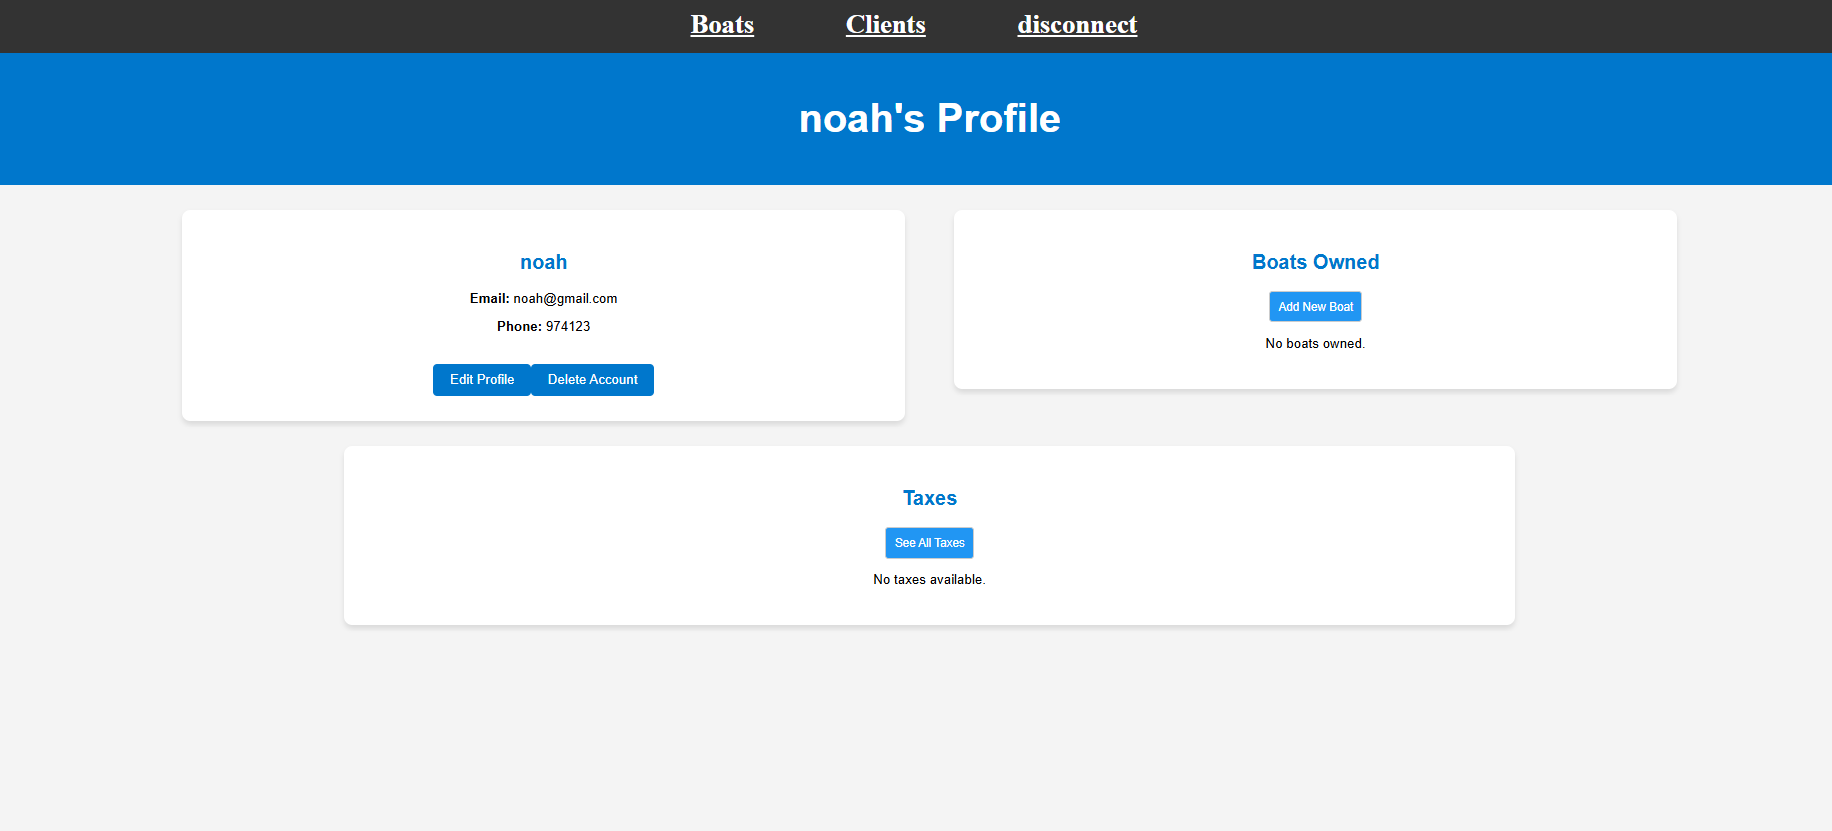 Boats Clients disconnect
noah's Profile
noah
Email: noah@gmail.com
Phone: 974123
Edit Profile Delete Account
Boats Owned
Add New Boat
No boats owned.
Taxes
See All Taxes
No taxes available.